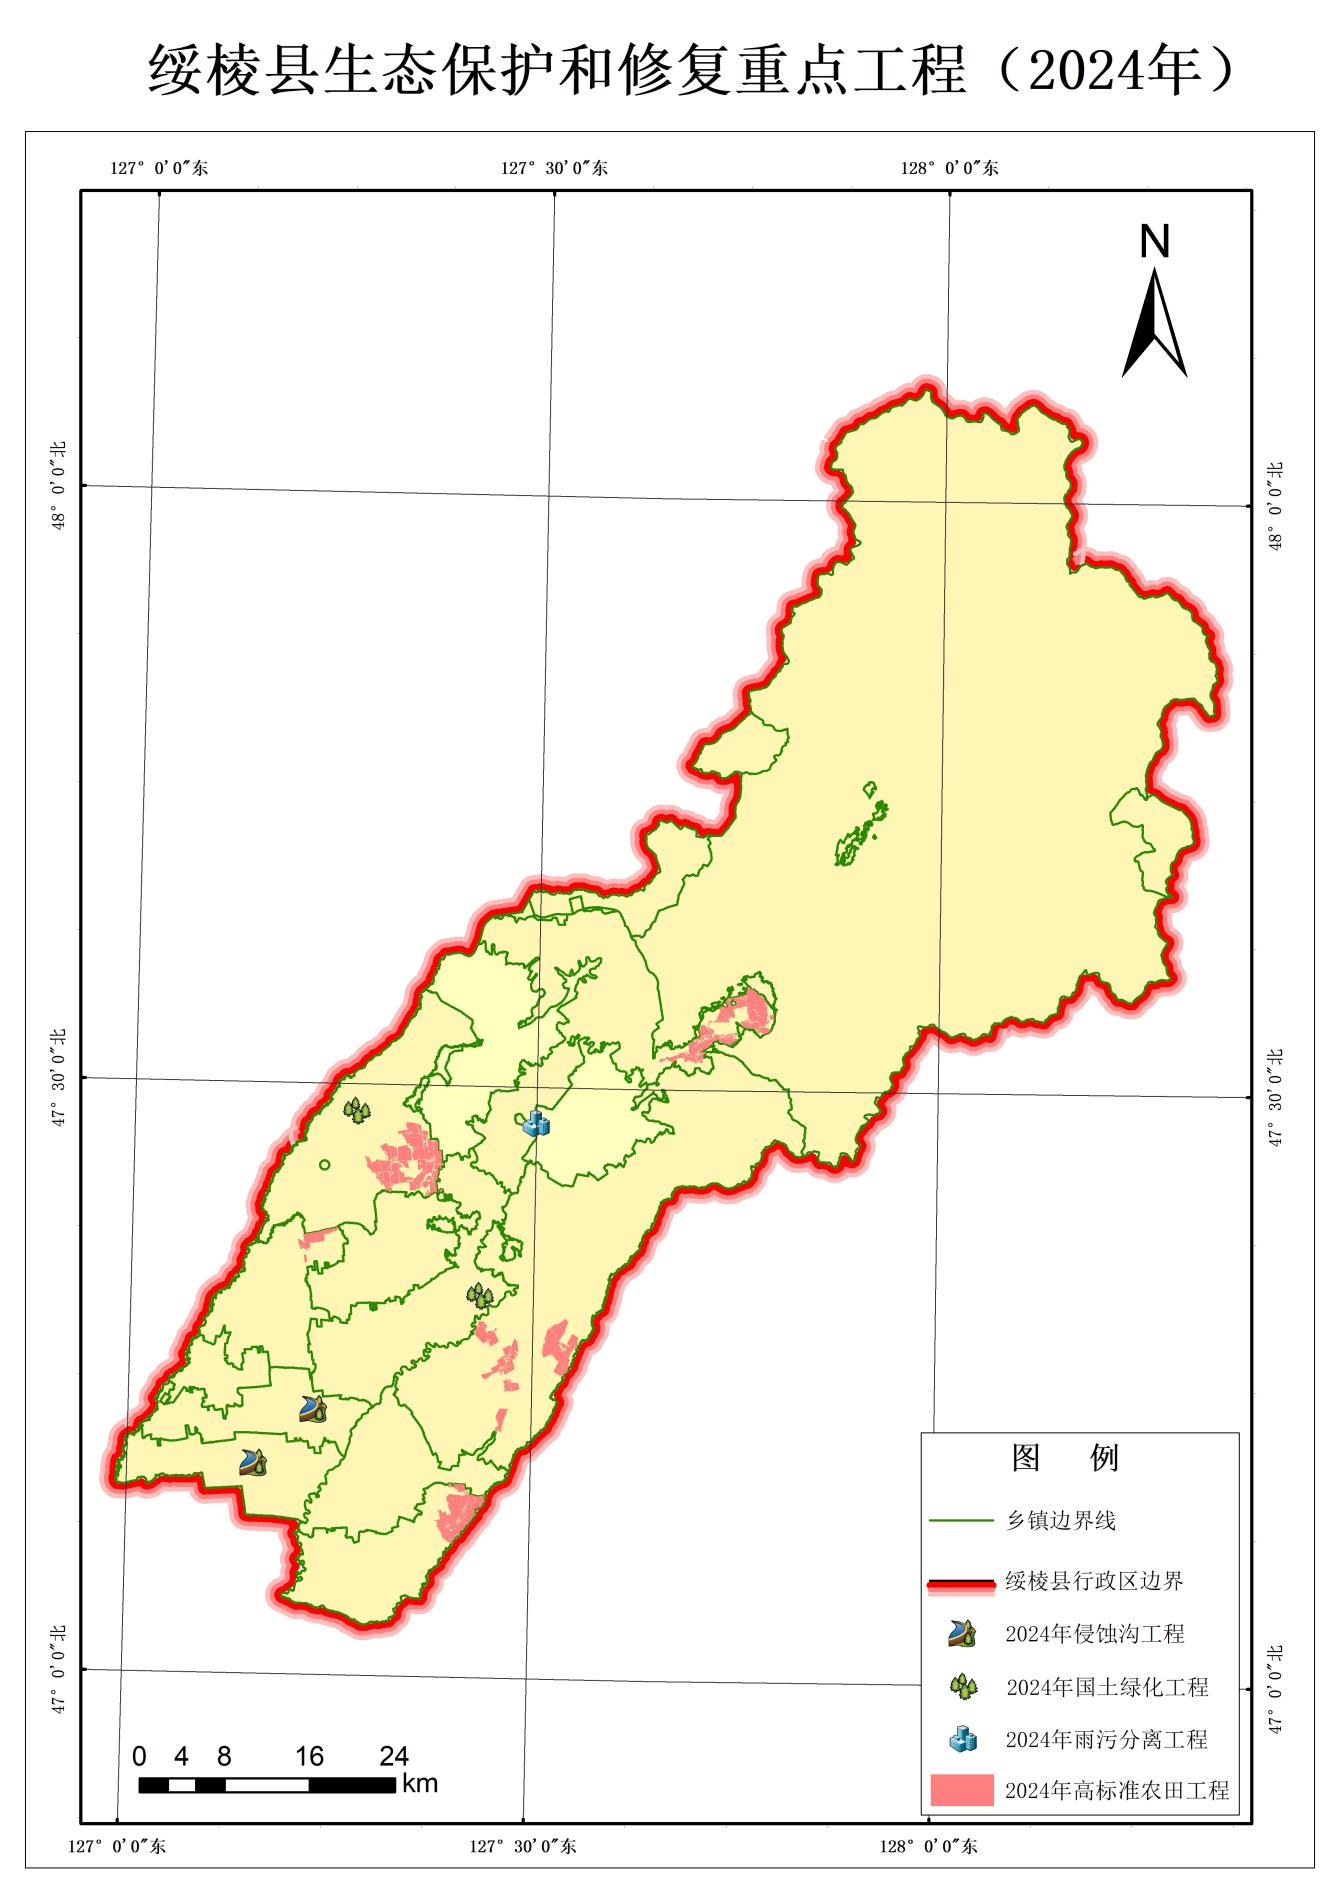 绥棱县生态保护和修复重点工程（2024年）
127° 0′0″东
127° 30′0″东
128° 0′0″东
N
48° 0′0″北
48° 0′0″北
47° 30′0″北
47° 30′0″北
47° 0′0″北
47° 0′0″北
图 例
乡镇边界线
绥棱县行政区边界
2024年侵蚀沟工程
2024年国土绿化工程
2024年雨污分离工程
2024年高标准农田工程
0 4 8 16 24
km
127° 0′0″东
127° 30′0″东
128° 0′0″东